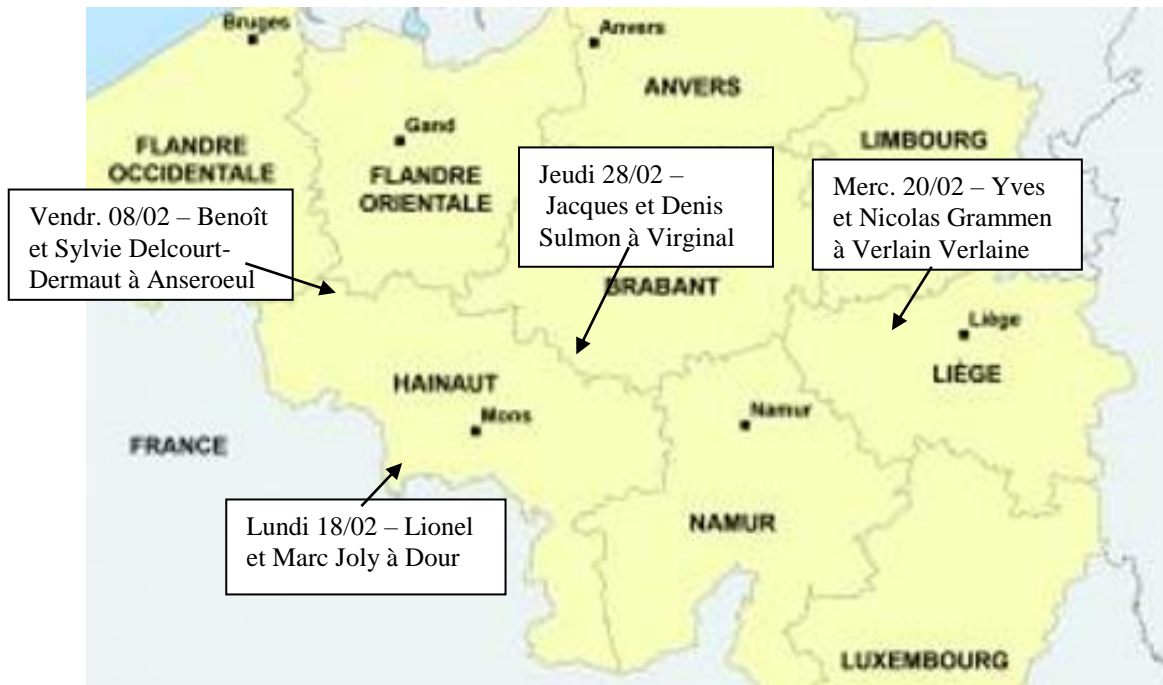 Bruges
Anvers
ANVERS
Gand
FLANDRE
OCCIDENTALE
FLANDRE
ORIENTALE
LIMBOURG
Vendr. 08/02 – Benoît
et Sylvie Delcourt-
Dermaut à Anseroeul
Jeudi 28/02 –
Jacques et Denis
Sulmon à Virginal
Merc. 20/02 – Yves
et Nicolas Grammen
à Verlain Verlaine
BRABANT
Liège
LIÈGE
HAINAUT
Mons
Namur
FRANCE
Lundi 18/02 – Lionel
et Marc Joly à Dour
NAMUR
LUXEMBOURG